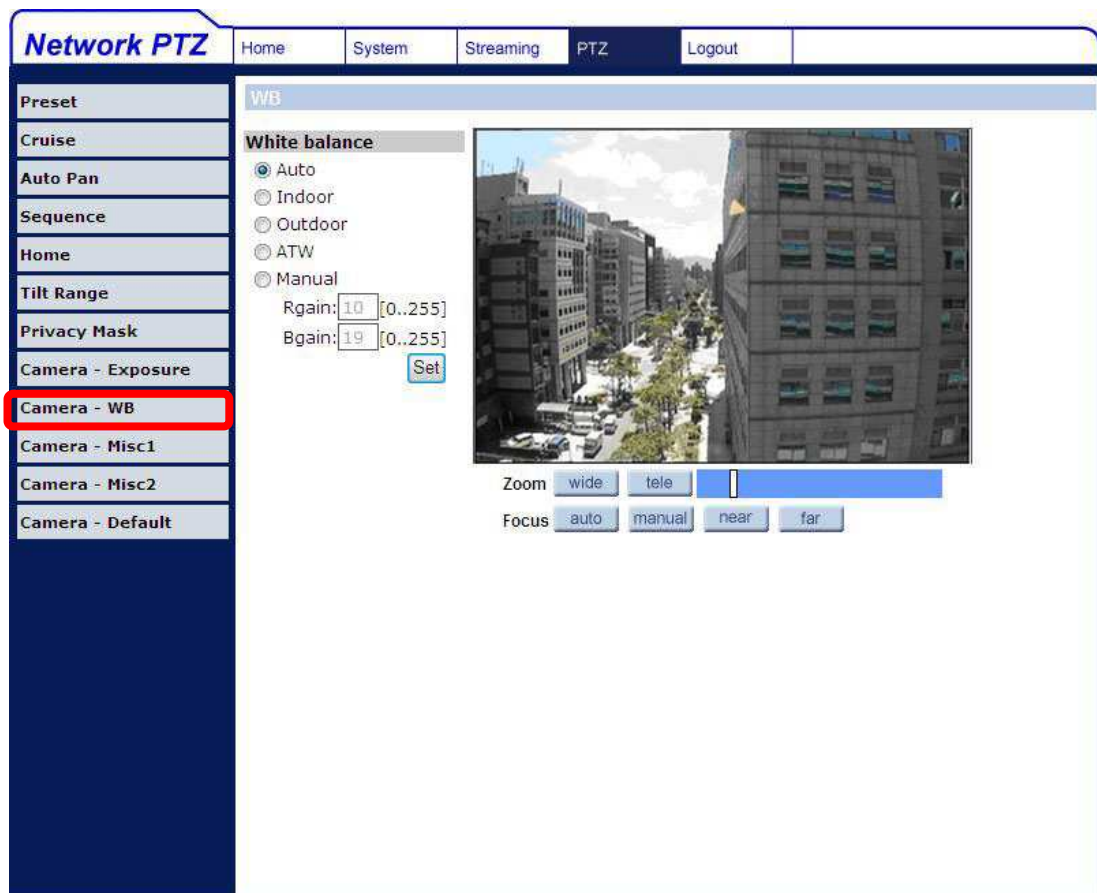 Network PTZ
Home System Streaming PTZ Logout
Preset
Cruise
Auto Pan
Sequence
Home
Tilt Range
Privacy Mask
Camera - Exposure
Camera - WB
Camera - Misc1
Camera - Misc2
Camera - Default
WB
White balance
Auto
Indoor
Outdoor
ATW
Manual
Rgain: 10 [0..255]
Bgain: 19 [0..255]
Set
Zoom wide tele
Focus auto manual near far